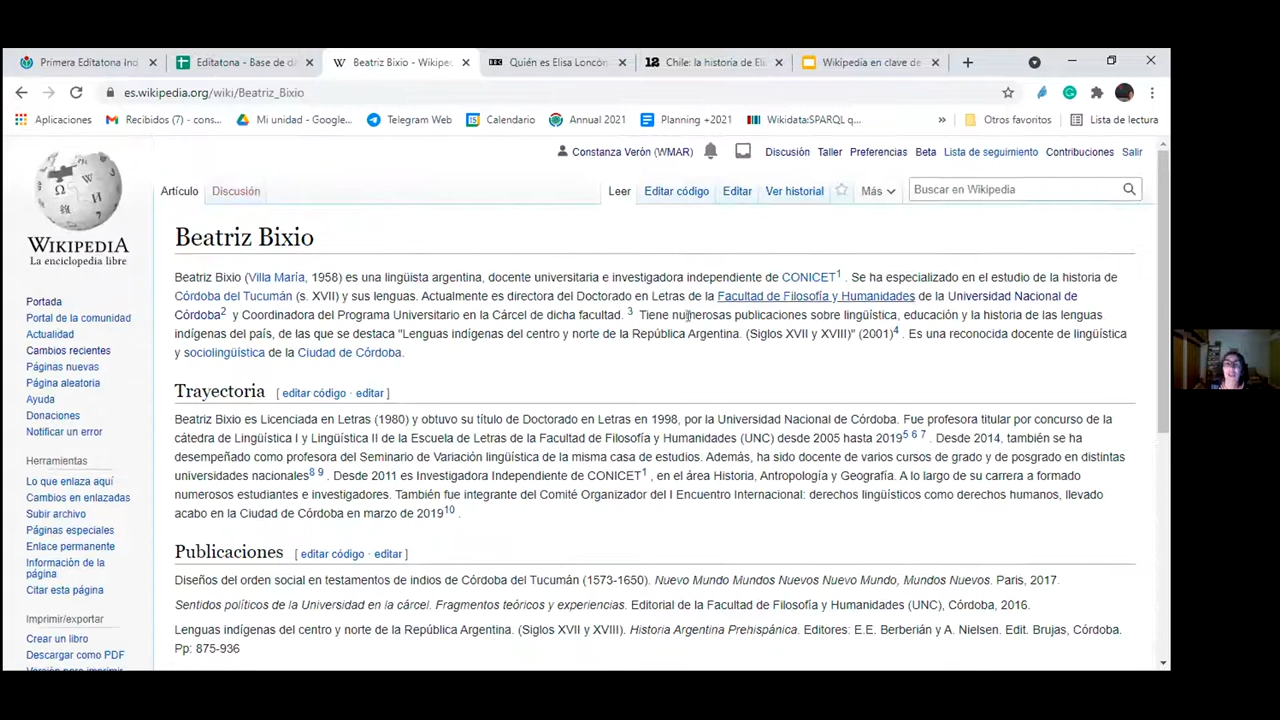 Primera Editatona Ind
Editatona - Base de da
Beatriz Bixio - Wikipe
Quién es Elisa Loncón
Chile: la historia de Eli
Wikipedia en clave de
es.wikipedia.org/wiki/Beatriz_Bixio
Aplicaciones
Recibidos (7) - cons...
Mi unidad - Google...
Telegram Web
Calendario
Annual 2021
Planning +2021
Wikidata:SPARQL q...
»
Otros favoritos
Lista de lectura
Constanza Verón (WMAR)
Discusión
Taller
Preferencias
Beta
Lista de seguimiento
Contribuciones
Salir
Artículo
Discusión
Leer
Editar código
Editar
Ver historial
Más
Buscar en Wikipedia
WIKIPEDIA
La enciclopedia libre
Portada
Portal de la comunidad
Actualidad
Cambios recientes
Páginas nuevas
Página aleatoria
Ayuda
Donaciones
Notificar un error
Herramientas
Lo que enlaza aquí
Cambios en enlazadas
Subir archivo
Páginas especiales
Enlace permanente
Información de la
página
Citar esta página
Imprimir/exportar
Crear un libro
Descargar como PDF
Versión para imprimir
Beatriz Bixio
Beatriz Bixio (Villa María, 1958) es una lingüista argentina, docente universitaria e investigadora independiente de CONICET1 . Se ha especializado en el estudio de la historia de
Córdoba del Tucumán (s. XVII) y sus lenguas. Actualmente es directora del Doctorado en Letras de la Facultad de Filosofía y Humanidades de la Universidad Nacional de
Córdoba2 y Coordinadora del Programa Universitario en la Cárcel de dicha facultad. 3 Tiene numerosas publicaciones sobre lingüística, educación y la historia de las lenguas
indígenas del país, de las que se destaca "Lenguas indígenas del centro y norte de la República Argentina. (Siglos XVII y XVIII)" (2001)4 . Es una reconocida docente de lingüística
y sociolingüística de la Ciudad de Córdoba.
Trayectoria [ editar código · editar ]
Beatriz Bixio es Licenciada en Letras (1980) y obtuvo su título de Doctorado en Letras en 1998, por la Universidad Nacional de Córdoba. Fue profesora titular por concurso de la
cátedra de Lingüística I y Lingüística II de la Escuela de Letras de la Facultad de Filosofía y Humanidades (UNC) desde 2005 hasta 20195 6 7 . Desde 2014, también se ha
desempeñado como profesora del Seminario de Variación lingüística de la misma casa de estudios. Además, ha sido docente de varios cursos de grado y de posgrado en distintas
universidades nacionales8 9 . Desde 2011 es Investigadora Independiente de CONICET1 , en el área Historia, Antropología y Geografía. A lo largo de su carrera a formado
numerosos estudiantes e investigadores. También fue integrante del Comité Organizador del I Encuentro Internacional: derechos lingüísticos como derechos humanos, llevado
acabo en la Ciudad de Córdoba en marzo de 201910 .
Publicaciones [ editar código · editar ]
Diseños del orden social en testamentos de indios de Córdoba del Tucumán (1573-1650). Nuevo Mundo Mundos Nuevos Nuevo Mundo, Mundos Nuevos. Paris, 2017.
Sentidos políticos de la Universidad en la cárcel. Fragmentos teóricos y experiencias. Editorial de la Facultad de Filosofía y Humanidades (UNC), Córdoba, 2016.
Lenguas indígenas del centro y norte de la República Argentina. (Siglos XVII y XVIII). Historia Argentina Prehispánica. Editores: E.E. Berberián y A. Nielsen. Edit. Brujas, Córdoba.
Pp: 875-936